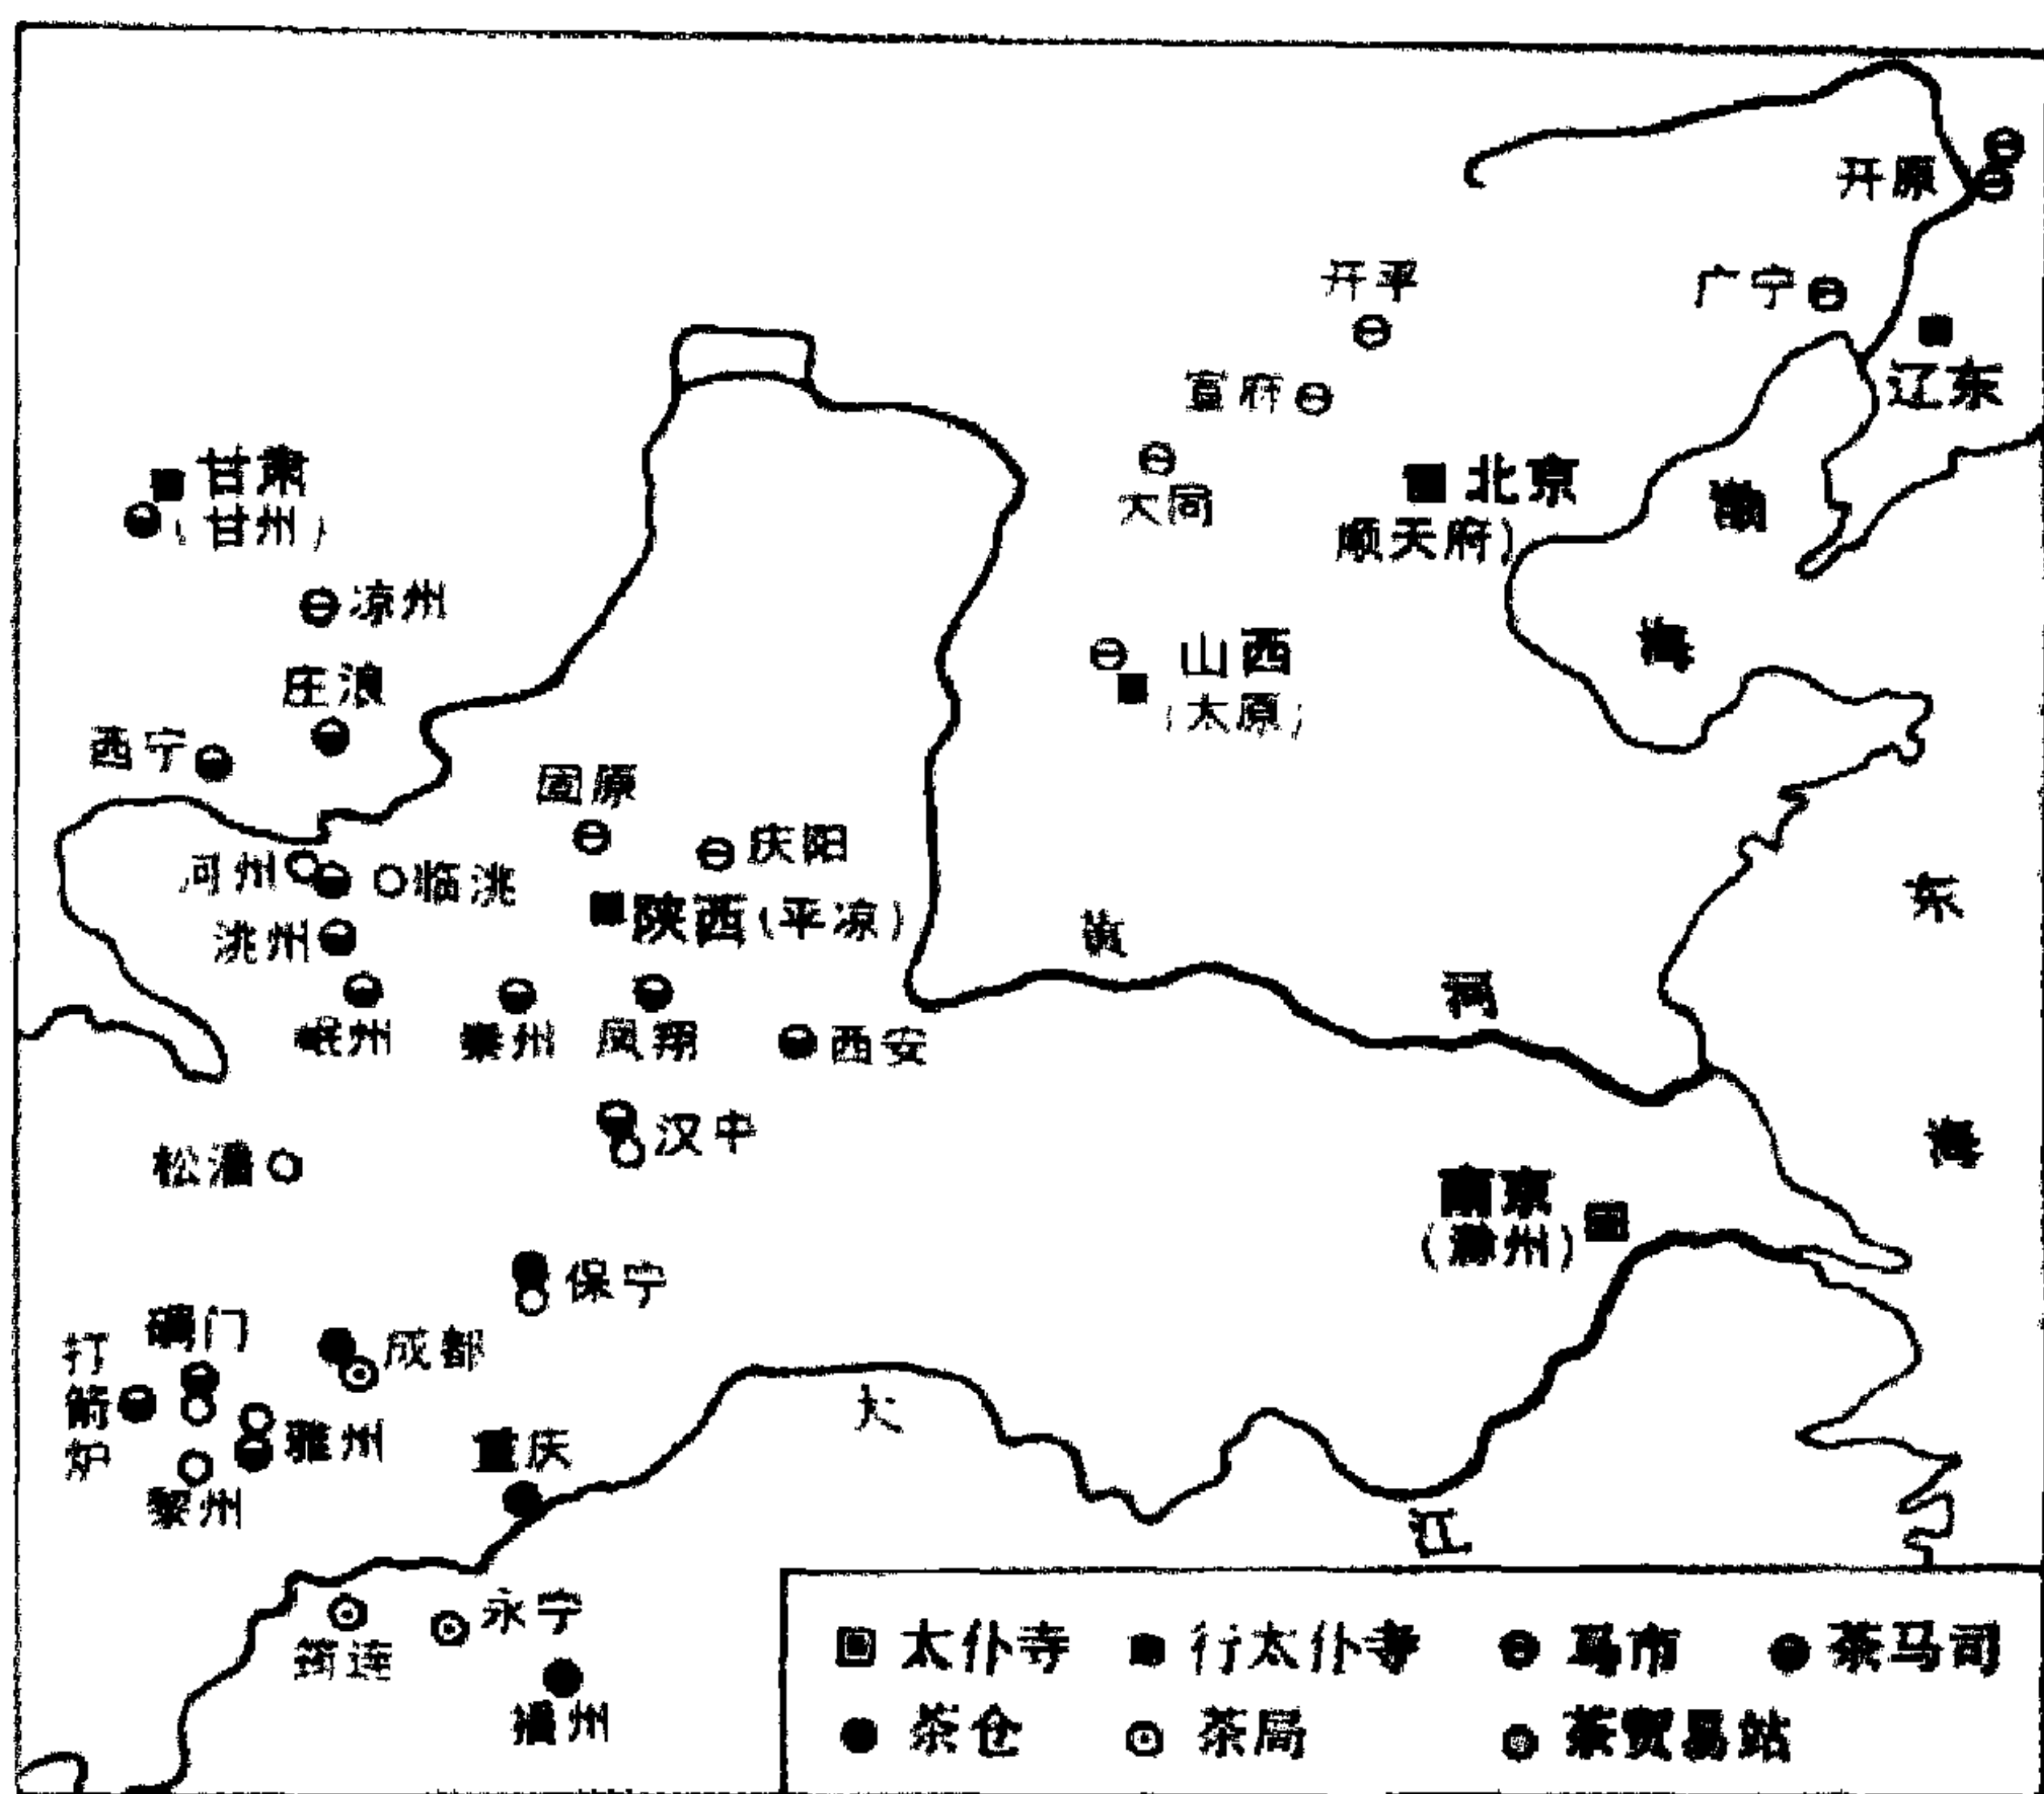 开原
开平
广宁
宣府
辽东
大同
北京
(顺天府)
渤
海
甘肃
(甘州)
凉州
庄浪
山西
(太原)
西宁
固原
庆阳
河州
临洮
洮州
陕西(平凉)
黄
河
东
海
岷州
秦州
凤翔
西安
汉中
松潘
南京
(滁州)
保宁
碉门
打箭炉
成都
雅州
黎州
重庆
大
江
永宁
筠连
播州
太仆寺
行太仆寺
马市
茶马司
茶仓
茶局
茶贸易站